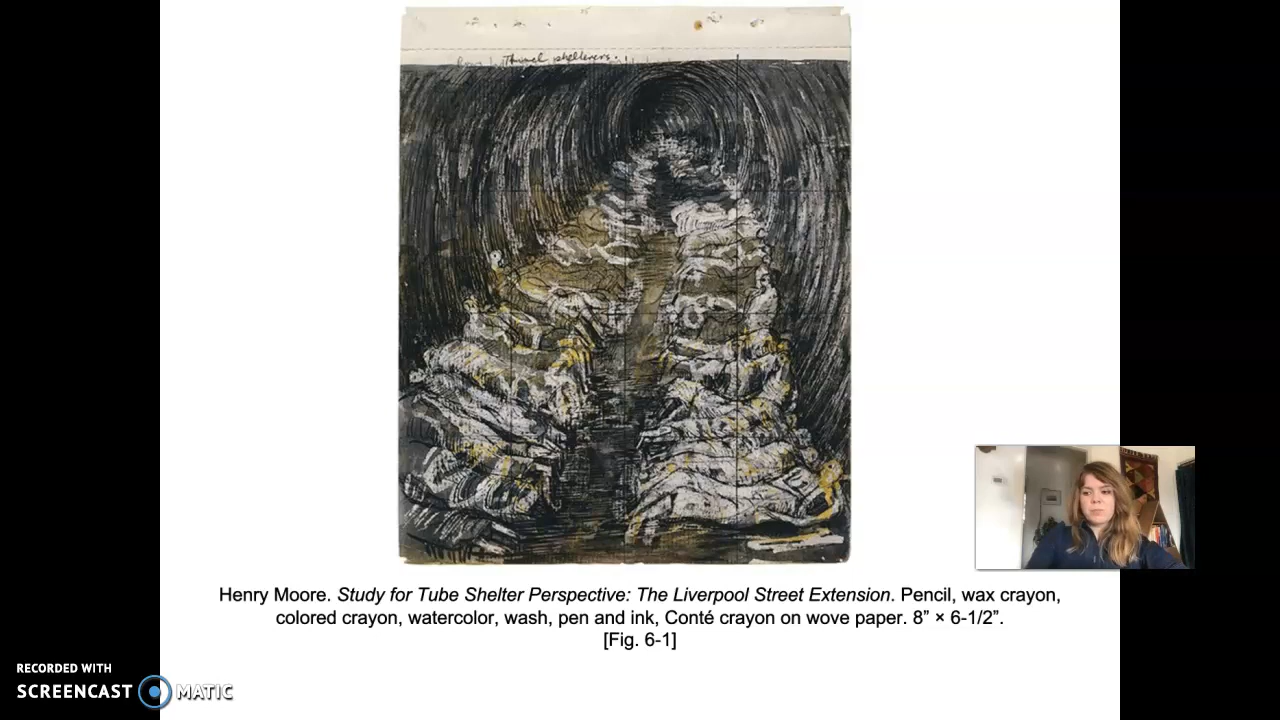 Tunnel shelterers.
Henry Moore. Study for Tube Shelter Perspective: The Liverpool Street Extension. Pencil, wax crayon,
colored crayon, watercolor, wash, pen and ink, Conté crayon on wove paper. 8” × 6-1/2”.
[Fig. 6-1]
RECORDED WITH
SCREENCAST MATIC